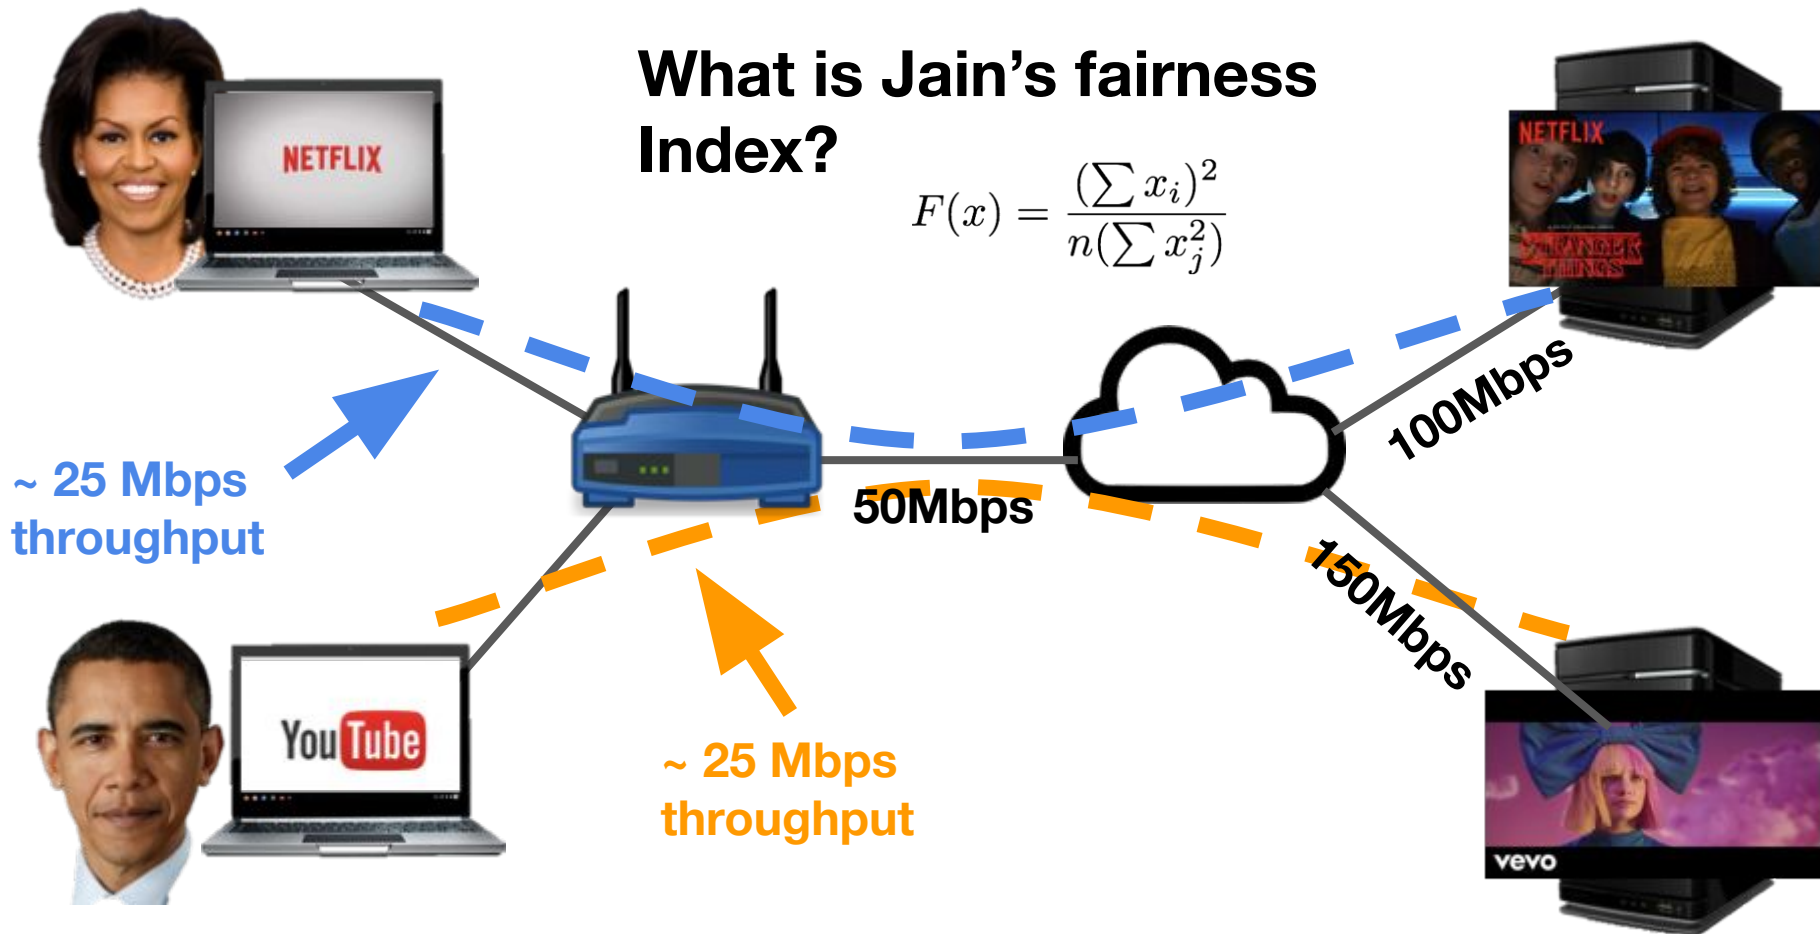 What is Jain’s fairness
Index?
F(x) = (∑ x_i)^2 / n(∑ x_j^2)
NETFLIX
NETFLIX
STRANGER
THINGS
100Mbps
~ 25 Mbps
throughput
50Mbps
150Mbps
YouTube
~ 25 Mbps
throughput
vevo